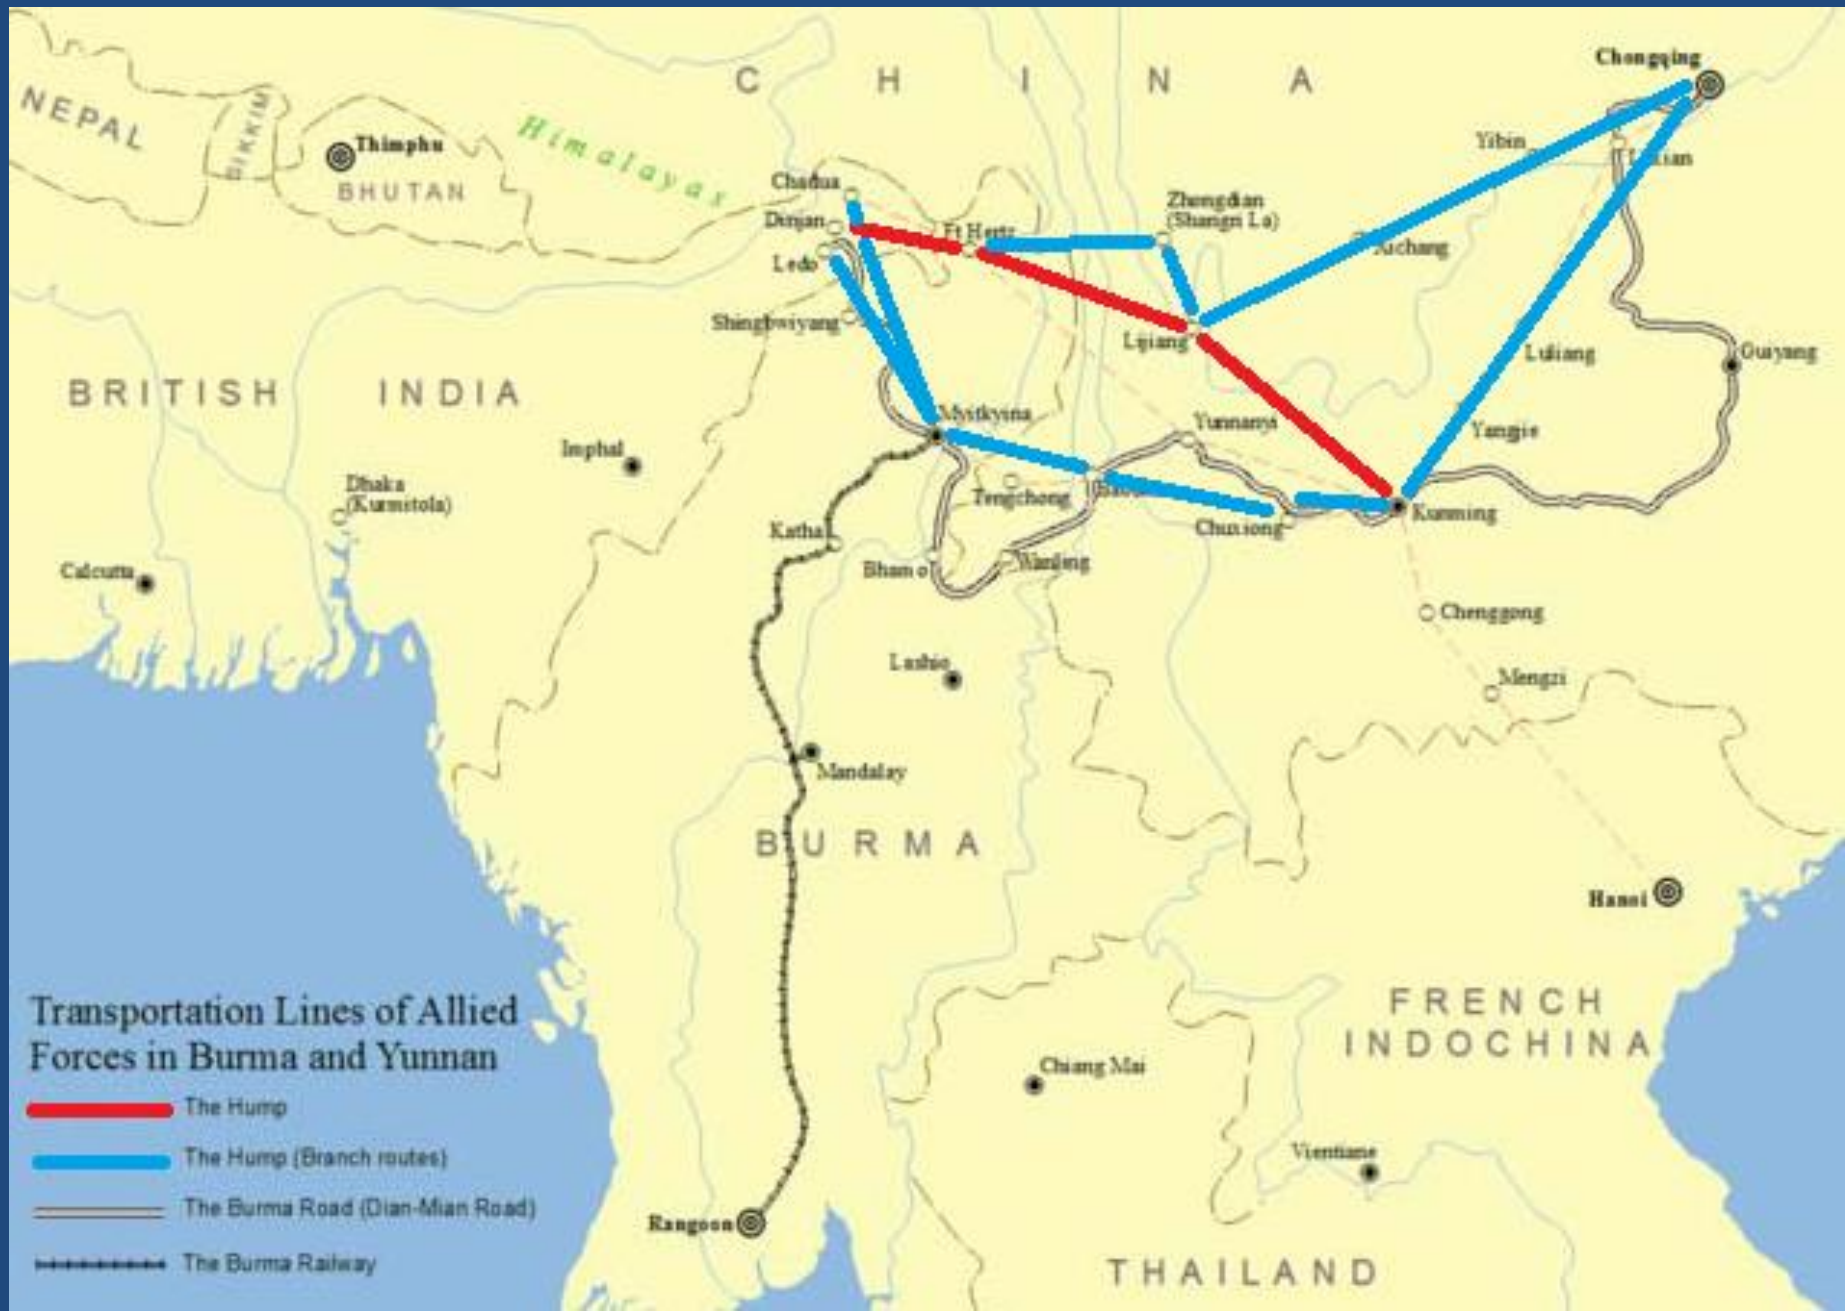 Chongqing
C H I N A
NEPAL
SIKKIM
Thimphu
BHUTAN
Himalayas
Yibin
Chadua
Dinjan
Ft Hertz
Zhongdian
(Shangri La)
Xichang
Ledo
Shingbwiyang
Lijiang
Luliang
Guiyang
BRITISH INDIA
Myitkyina
Yunnanyi
Yangjie
Imphal
Dhaka
(Kurmitola)
Tengchong
Chuxiong
Kunming
Katha
Calcutta
Bhamo
Wanling
Chenggong
Lashio
Mengzi
Mandalay
BURMA
Hanoi
Transportation Lines of Allied
Forces in Burma and Yunnan
FRENCH
INDOCHINA
Chiang Mai
The Hump
The Hump (Branch routes)
Vientiane
The Burma Road (Dian-Mian Road)
Rangoon
The Burma Railway
THAILAND